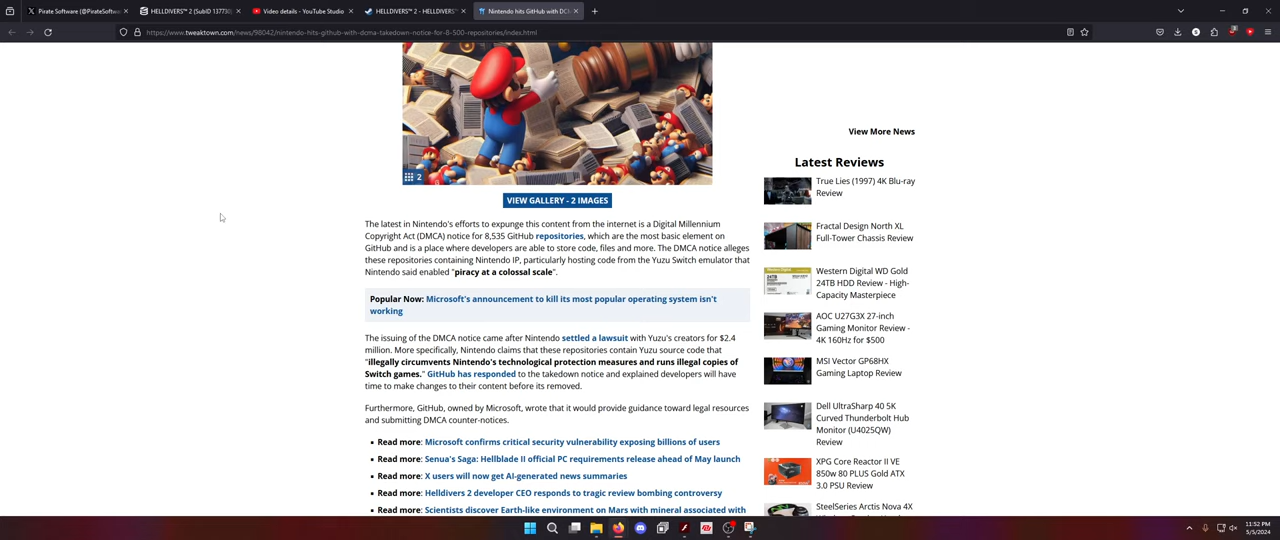 Pirate Software (@PirateSoftwa
HELLDIVERS™ 2 (SubID 137730)
Video details - YouTube Studio
HELLDIVERS™ 2 - HELLDIVERS™
Nintendo hits GitHub with DCM
https://www.tweaktown.com/news/98042/nintendo-hits-github-with-dcma-takedown-notice-for-8-500-repositories/index.html
2
VIEW GALLERY - 2 IMAGES
The latest in Nintendo's efforts to expunge this content from the internet is a Digital Millennium
Copyright Act (DMCA) notice for 8,535 GitHub repositories, which are the most basic element on
GitHub and is a place where developers are able to store code, files and more. The DMCA notice alleges
these repositories containing Nintendo IP, particularly hosting code from the Yuzu Switch emulator that
Nintendo said enabled "piracy at a colossal scale".
Popular Now: Microsoft's announcement to kill its most popular operating system isn't
working
The issuing of the DMCA notice came after Nintendo settled a lawsuit with Yuzu's creators for $2.4
million. More specifically, Nintendo claims that these repositories contain Yuzu source code that
"illegally circumvents Nintendo's technological protection measures and runs illegal copies of
Switch games." GitHub has responded to the takedown notice and explained developers will have
time to make changes to their content before its removed.
Furthermore, GitHub, owned by Microsoft, wrote that it would provide guidance toward legal resources
and submitting DMCA counter-notices.
Read more: Microsoft confirms critical security vulnerability exposing billions of users
Read more: Senua's Saga: Hellblade II official PC requirements release ahead of May launch
Read more: X users will now get AI-generated news summaries
Read more: Helldivers 2 developer CEO responds to tragic review bombing controversy
Read more: Scientists discover Earth-like environment on Mars with mineral associated with
View More News
Latest Reviews
True Lies (1997) 4K Blu-ray
Review
Fractal Design North XL
Full-Tower Chassis Review
Western Digital WD Gold
24TB HDD Review - High-
Capacity Masterpiece
AOC U27G3X 27-inch
Gaming Monitor Review -
4K 160Hz for $500
MSI Vector GP68HX
Gaming Laptop Review
Dell UltraSharp 40 5K
Curved Thunderbolt Hub
Monitor (U4025QW)
Review
XPG Core Reactor II VE
850w 80 PLUS Gold ATX
3.0 PSU Review
SteelSeries Arctis Nova 4X
11:52 PM
5/5/2024